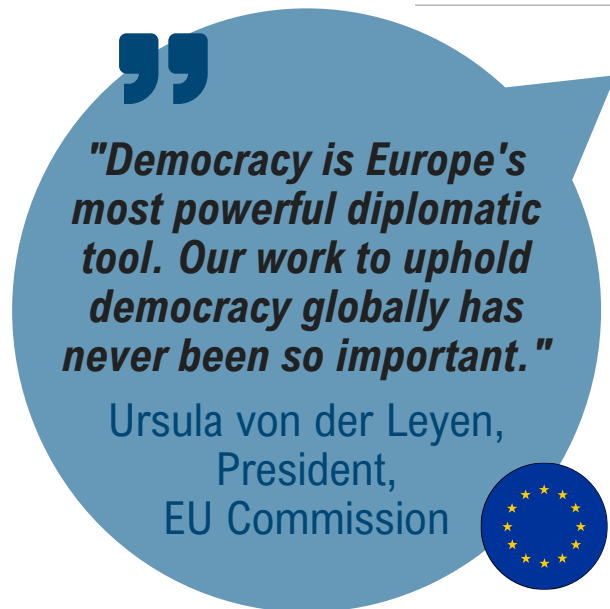 "Democracy is Europe's
most powerful diplomatic
tool. Our work to uphold
democracy globally has
never been so important."
Ursula von der Leyen,
President,
EU Commission